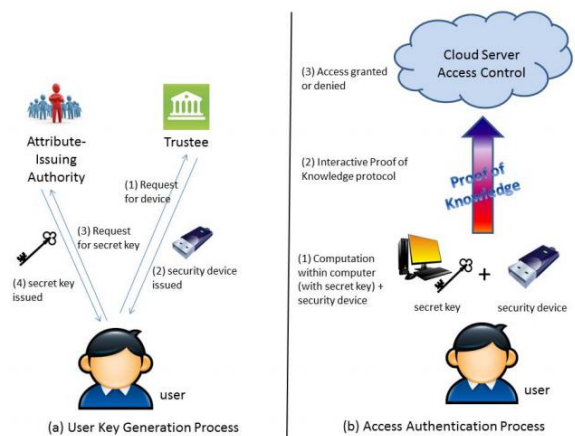 Attribute-
Issuing
Authority
Trustee
(1) Request
for device
(3) Request
for secret key
(2) security device
issued
(4) secret key
issued
user
(a) User Key Generation Process
Cloud Server
Access Control
(3) Access granted
or denied
(2) Interactive Proof of
Knowledge protocol
Proof of
Knowledge
(1) Computation
within computer
(with secret key) +
security device
+
secret key
security device
user
(b) Access Authentication Process